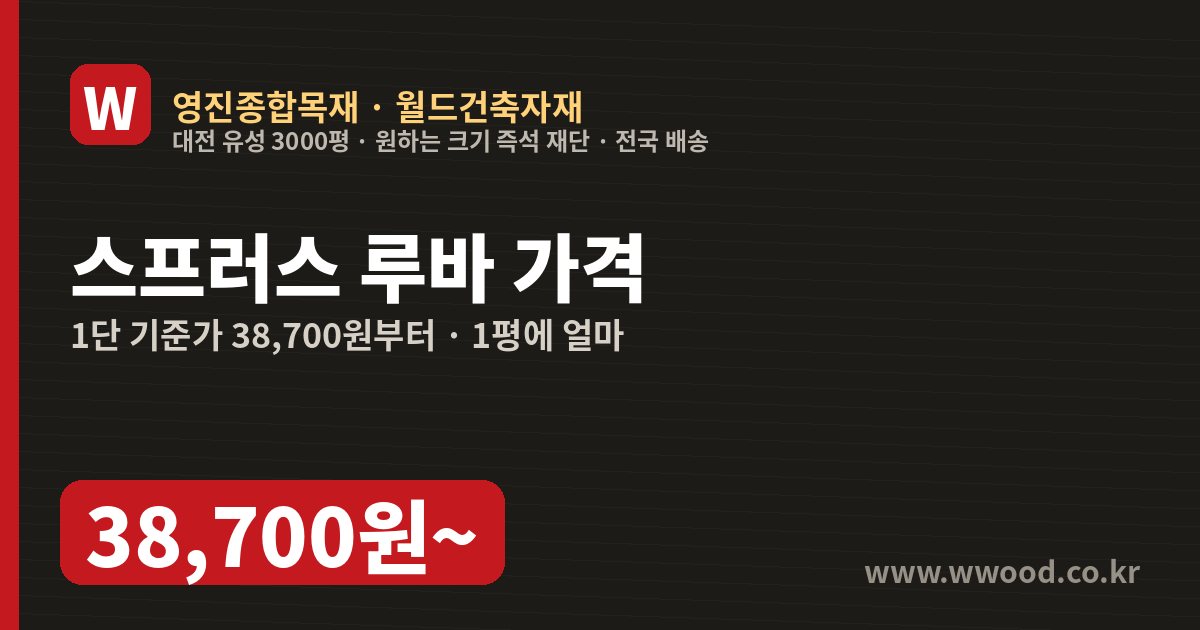 W
영진종합목재 · 월드건축자재
대전 유성 3000평 · 원하는 크기 즉석 재단 · 전국 배송
스프러스 루바 가격
1단 기준가 38,700원부터 · 1평에 얼마
38,700원~
www.wwood.co.kr